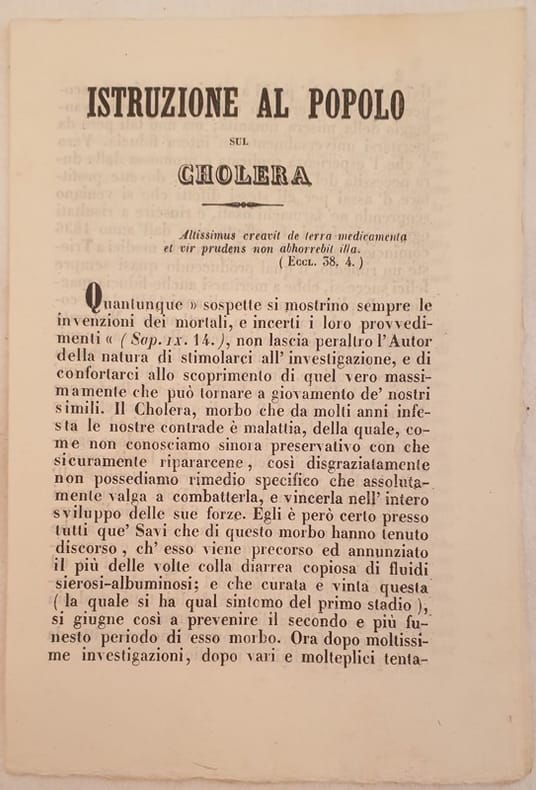 ISTRUZIONE AL POPOLO
SUL
CHOLERA
Altissimus creavit de terra medicamenta
et vir prudens non abhorrebit illa.
( ECCL. 38. 4. )
Quantunque » sospette si mostrino sempre le
invenzioni dei mortali, e incerti i loro provvedi-
menti « ( Sap. IX. 14. ), non lascia peraltro l'Autor
della natura di stimolarci all' investigazione, e di
confortarci allo scoprimento di quel vero massi-
mamente che può tornare a giovamento de' nostri
simili. Il Cholera, morbo che da molti anni infe-
sta le nostre contrade è malattia, della quale, co-
me non conosciamo sinora preservativo con che
sicuramente ripararcene, così disgraziatamente
non possediamo rimedio specifico che assoluta-
mente valga a combatterla, e vincerla nell' intero
sviluppo delle sue forze. Egli è però certo presso
tutti que' Savi che di questo morbo hanno tenuto
discorso, ch' esso viene precorso ed annunziato
il più delle volte colla diarrea copiosa di fluidi
sierosi-albuminosi; e che curata e vinta questa
( la quale si ha qual sintomo del primo stadio ),
si giugne così a prevenire il secondo e più fu-
nesto periodo di esso morbo. Ora dopo moltissi-
me investigazioni, dopo vari e molteplici tenta-